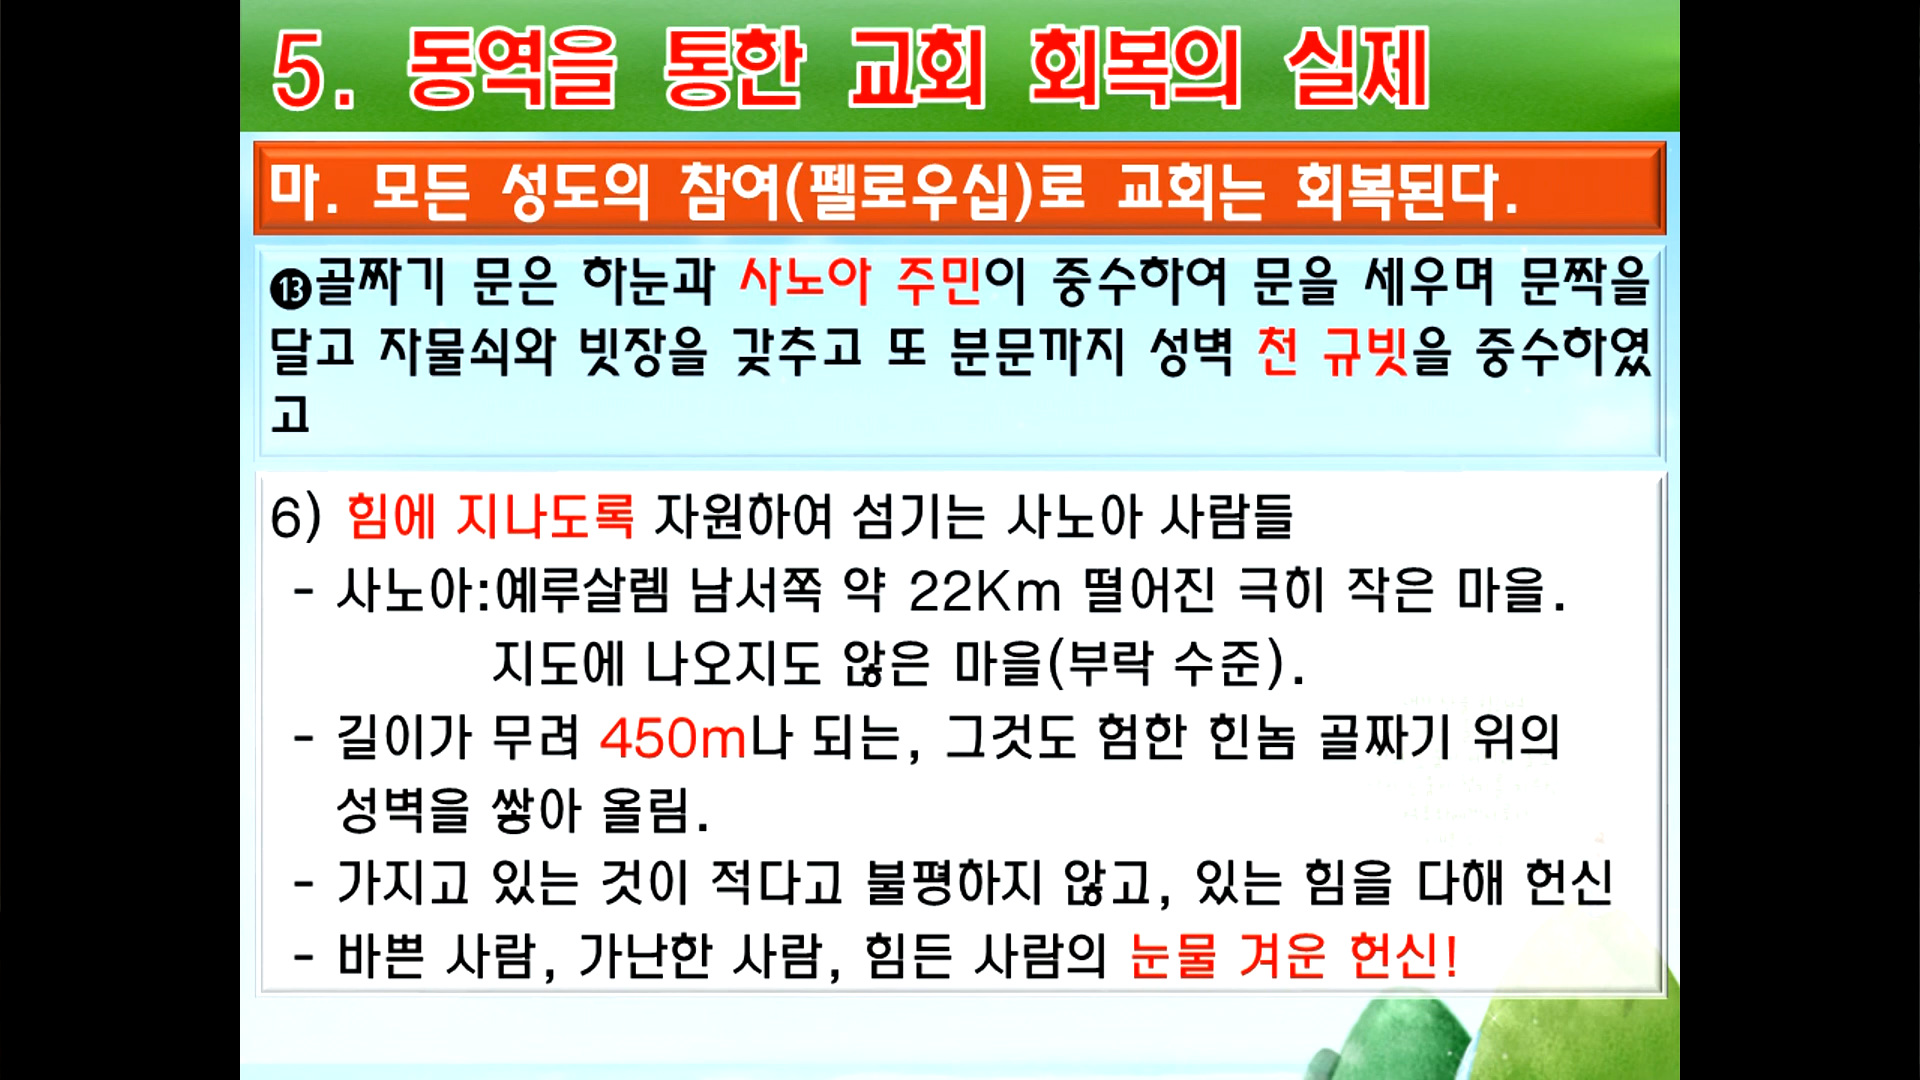 5. 동역을 통한 교회 회복의 실제
마. 모든 성도의 참여(펠로우십)로 교회는 회복된다.
⓭골짜기 문은 하눈과 사노아 주민이 중수하여 문을 세우며 문짝을
달고 자물쇠와 빗장을 갖추고 또 분문까지 성벽 천 규빗을 중수하였
고
6) 힘에 지나도록 자원하여 섬기는 사노아 사람들
- 사노아:예루살렘 남서쪽 약 22Km 떨어진 극히 작은 마을.
지도에 나오지도 않은 마을(부락 수준).
- 길이가 무려 450m나 되는, 그것도 험한 힌놈 골짜기 위의
성벽을 쌓아 올림.
- 가지고 있는 것이 적다고 불평하지 않고, 있는 힘을 다해 헌신
- 바쁜 사람, 가난한 사람, 힘든 사람의 눈물 겨운 헌신!